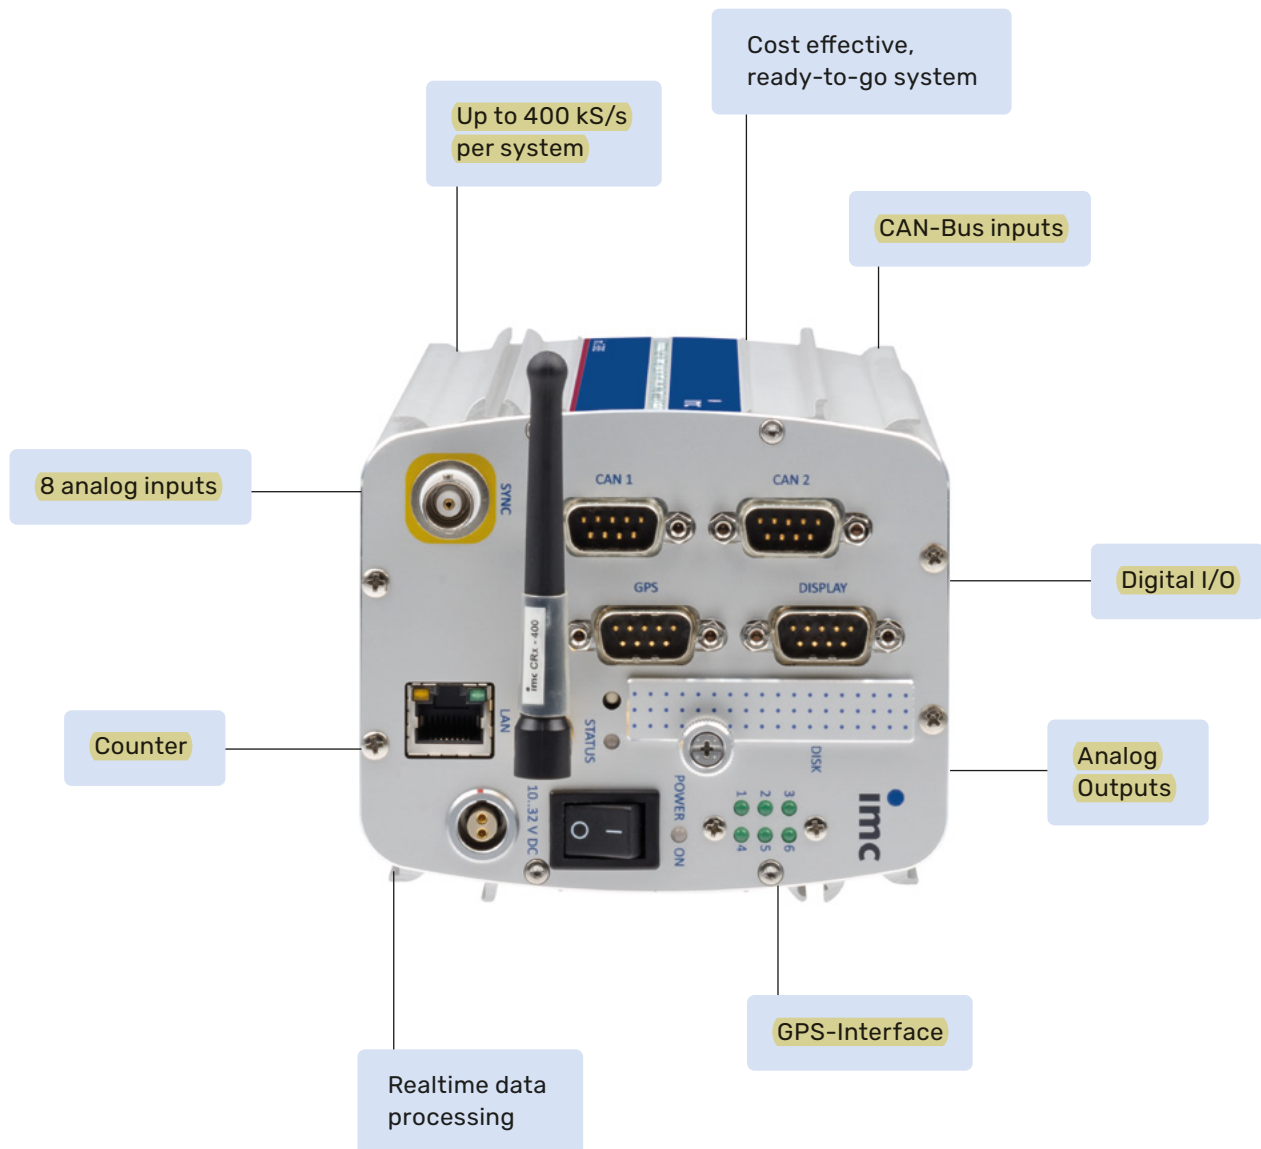 Cost effective,
ready-to-go system
Up to 400 kS/s
per system
CAN-Bus inputs
8 analog inputs
SYNC
CAN 1
CAN 2
GPS
DISPLAY
Digital I/O
imc CRx - 400
LAN
STATUS
DISK
Counter
Analog
Outputs
10...32 V DC
POWER
ON
1 2 3
4 5 6
imc
GPS-Interface
Realtime data
processing